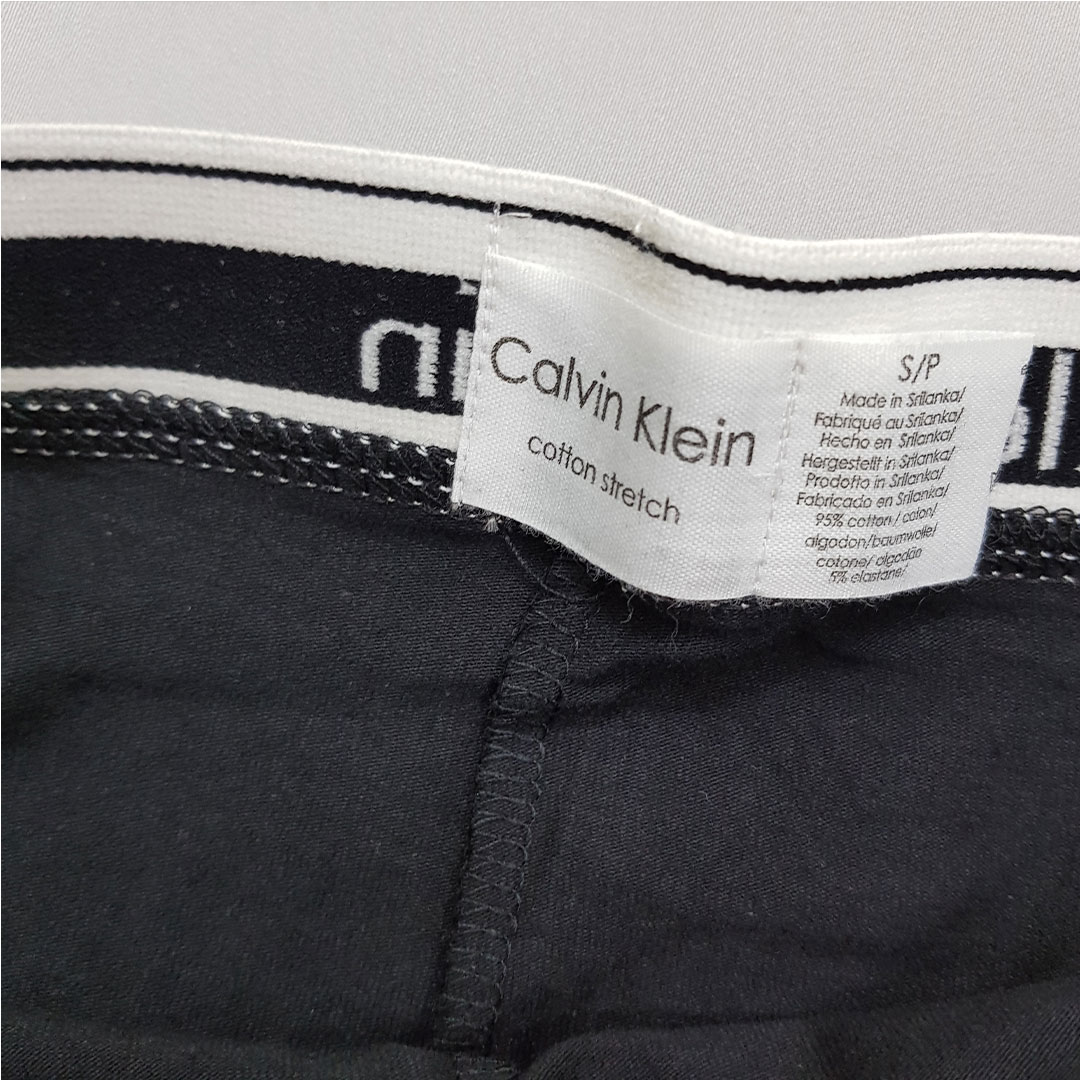 Calvin Klein
cotton stretch
S/P
Made in Srilanka/
Fabriqué au Srilanka/
Hecho en Srilanka/
Hergestellt in Srilanka/
Prodotto in Srilanka/
Fabricado en Srilanka/
95% cotton/ coton/
algodon/baumwolle/
cotone/ algodão
5% elastane/